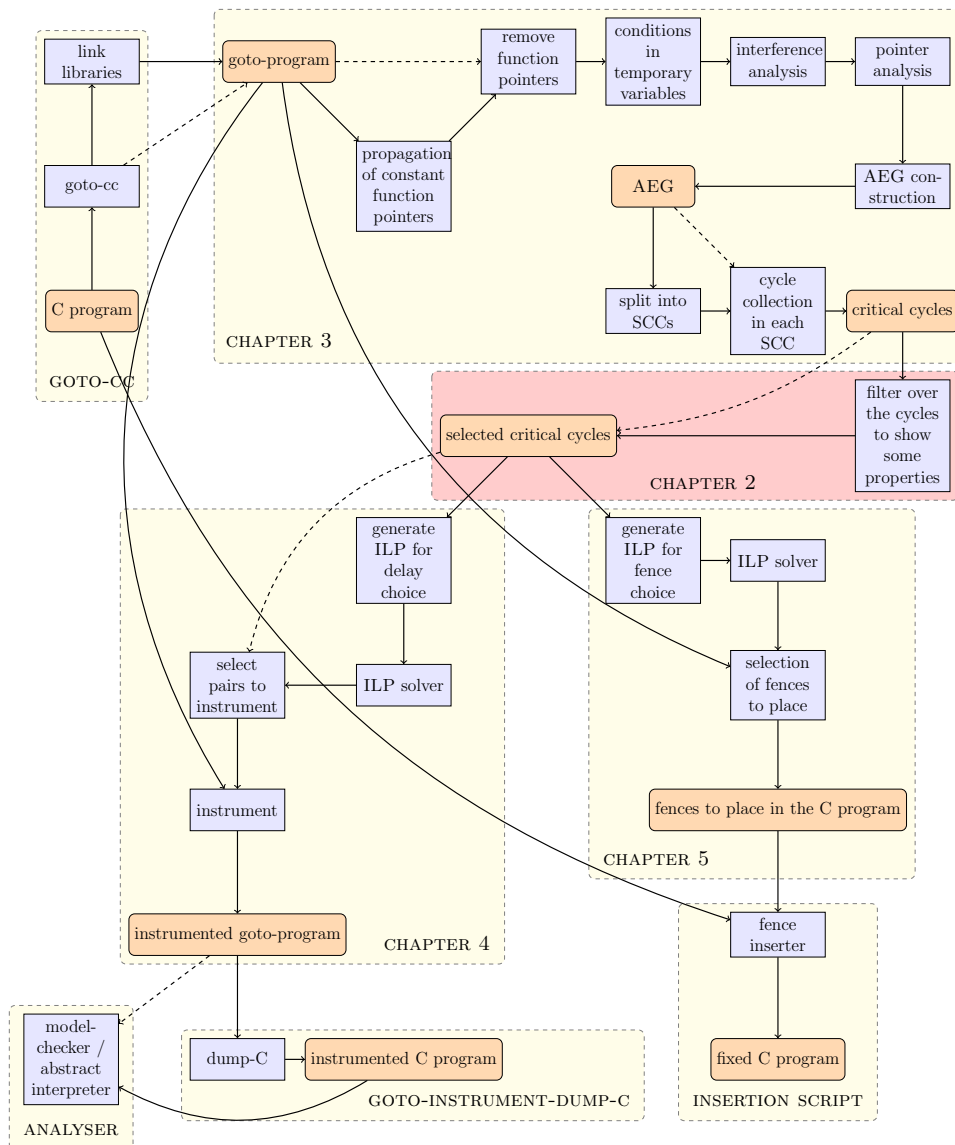 link
libraries
goto-program
remove
function
pointers
conditions
in
temporary
variables
interference
analysis
pointer
analysis
goto-cc
propagation
of constant
function
pointers
AEG
AEG con-
struction
C program
split into
SCCs
cycle
collection
in each
SCC
critical cycles
CHAPTER 3
GOTO-CC
selected critical cycles
filter over
the cycles
to show
some
properties
CHAPTER 2
generate
ILP for
delay
choice
generate
ILP for
fence
choice
ILP solver
select
pairs to
instrument
ILP solver
selection
of fences
to place
instrument
fences to place in the C program
CHAPTER 5
instrumented goto-program
CHAPTER 4
fence
inserter
model-
checker /
abstract
interpreter
dump-C
instrumented C program
fixed C program
ANALYSER
GOTO-INSTRUMENT-DUMP-C
INSERTION SCRIPT